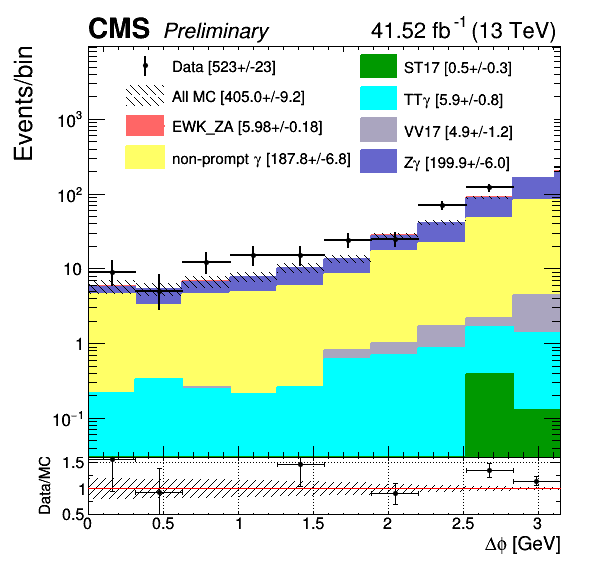 CMS Preliminary 41.52 fb⁻¹ (13 TeV)
Events/bin
Data [523+/-23]
All MC [405.0+/-9.2]
EWK_ZA [5.98+/-0.18]
non-prompt γ [187.8+/-6.8]
ST17 [0.5+/-0.3]
TTγ [5.9+/-0.8]
VV17 [4.9+/-1.2]
Zγ [199.9+/-6.0]
10³
10²
10
1
10⁻¹
Data/MC
1.5
1
0.5
0 0.5 1 1.5 2 2.5 3
Δϕ [GeV]